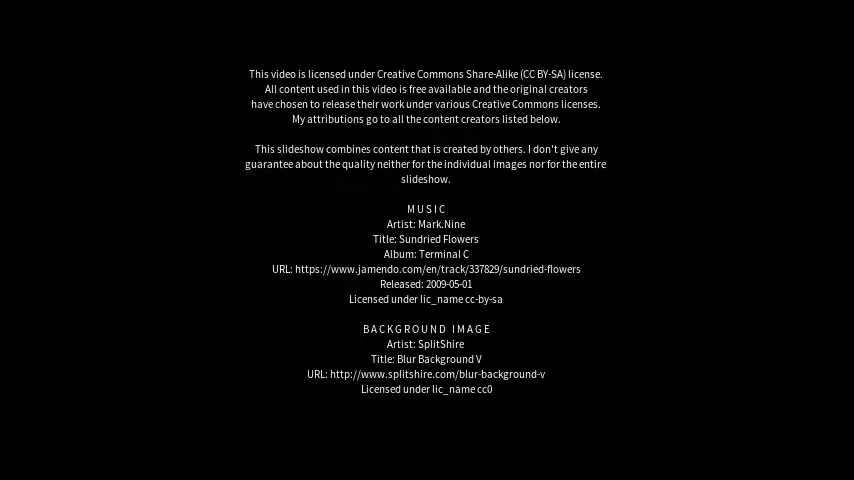 This video is licensed under Creative Commons Share-Alike (CC BY-SA) license.
All content used in this video is free available and the original creators
have chosen to release their work under various Creative Commons licenses.
My attributions go to all the content creators listed below.
This slideshow combines content that is created by others. I don't give any
guarantee about the quality neither for the individual images nor for the entire
slideshow.
MUSIC
Artist: Mark.Nine
Title: Sundried Flowers
Album: Terminal C
URL: https://www.jamendo.com/en/track/337829/sundried-flowers
Released: 2009-05-01
Licensed under lic_name cc-by-sa
BACKGROUND IMAGE
Artist: SplitShire
Title: Blur Background V
URL: http://www.splitshire.com/blur-background-v
Licensed under lic_name cc0